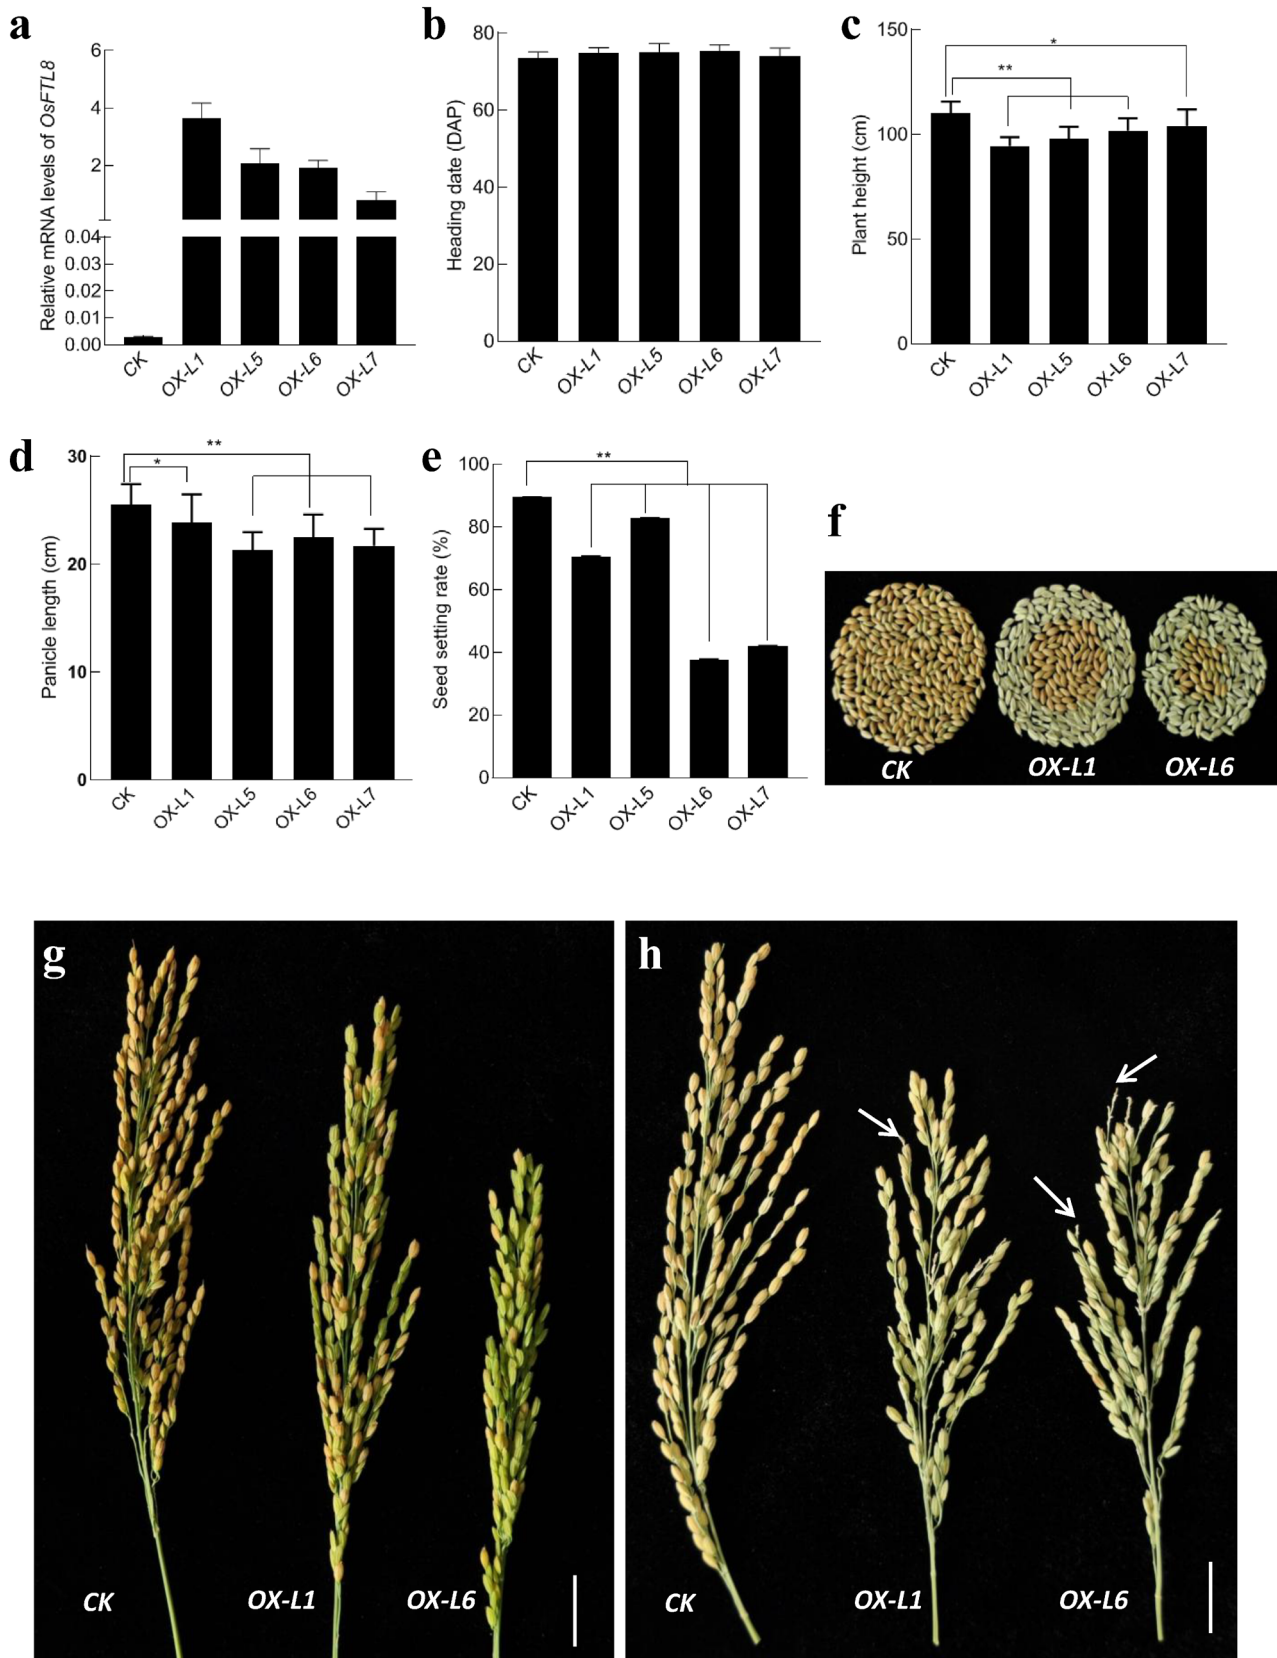 a
Relative mRNA levels of OsFTL8
6
4
2
0.04
0.03
0.02
0.01
0.00
CK
OX-L1
OX-L5
OX-L6
OX-L7
b
Heading date (DAP)
80
60
40
20
0
CK
OX-L1
OX-L5
OX-L6
OX-L7
c
Plant height (cm)
150
100
50
0
*
**
CK
OX-L1
OX-L5
OX-L6
OX-L7
d
Panicle length (cm)
30
20
10
0
**
*
CK
OX-L1
OX-L5
OX-L6
OX-L7
e
Seed setting rate (%)
100
80
60
40
20
0
**
CK
OX-L1
OX-L5
OX-L6
OX-L7
f
CK
OX-L1
OX-L6
g
CK
OX-L1
OX-L6
h
CK
OX-L1
OX-L6